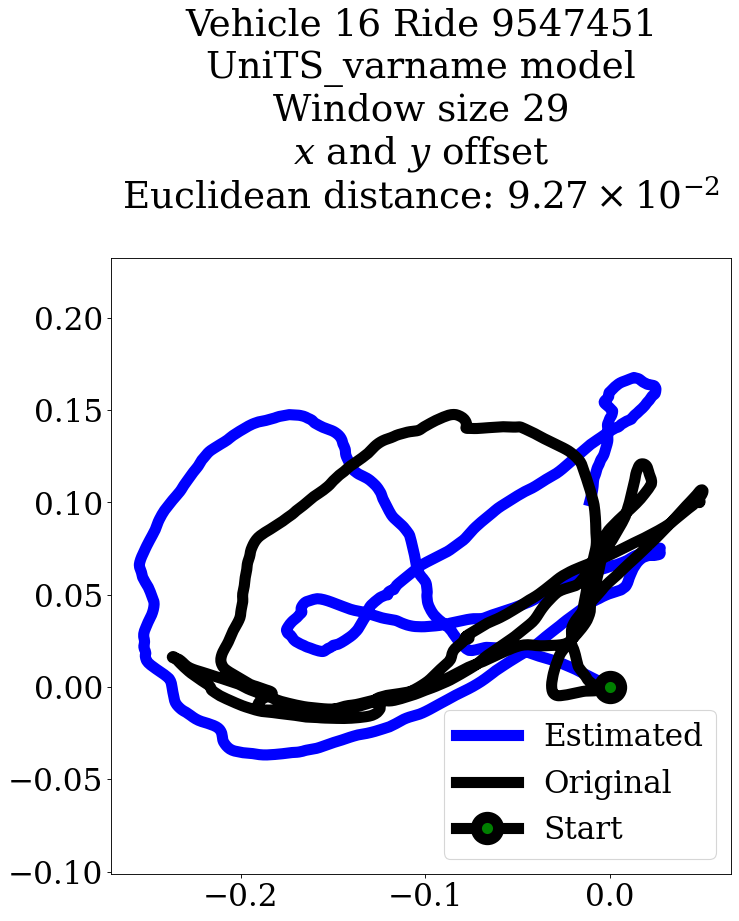 Vehicle 16 Ride 9547451
UniTS_varname model
Window size 29
x and y offset
Euclidean distance: 9.27 × 10⁻²
0.20
0.15
0.10
0.05
0.00
−0.05
−0.10
−0.2
−0.1
0.0
Estimated
Original
Start